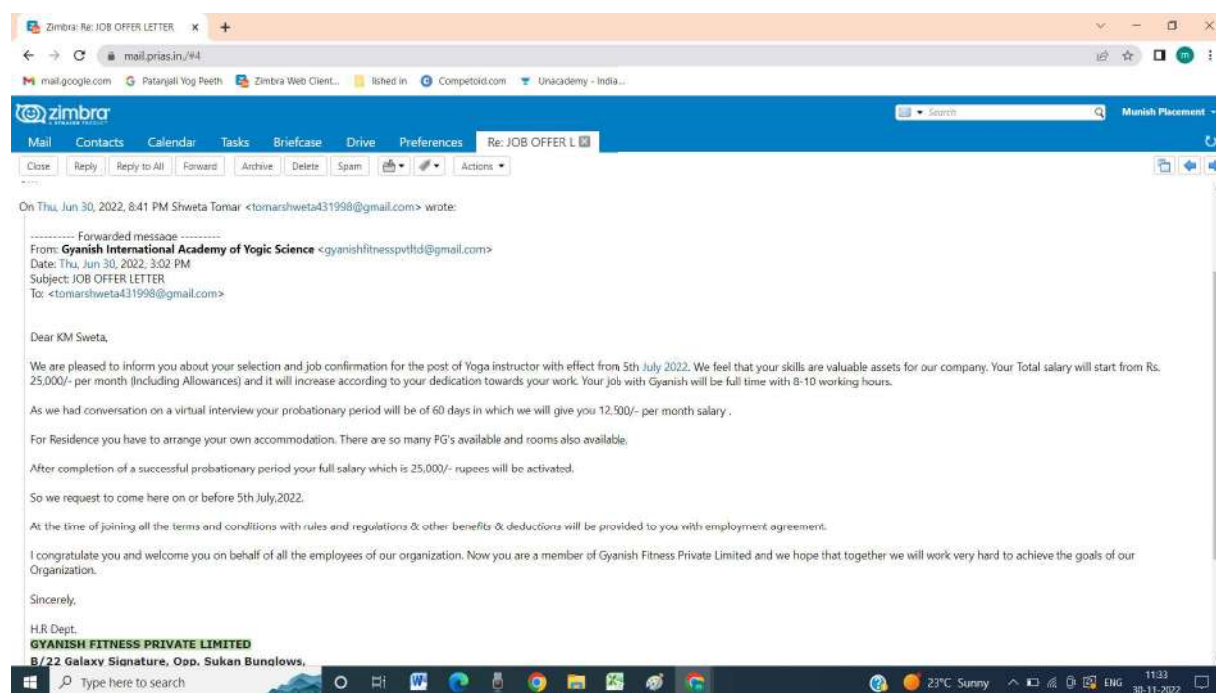 Zimbra: Re: JOB OFFER LETTER
mail.prias.in./#4
mail.google.com Patanjali Yog Peeth Zimbra Web Client... lished in Competoid.com Unacademy - India...
zimbra
A SYNACOR PRODUCT
Search
Munish Placement
Mail Contacts Calendar Tasks Briefcase Drive Preferences Re: JOB OFFER L
Close Reply Reply to All Forward Archive Delete Spam Actions
On Thu, Jun 30, 2022, 8:41 PM Shweta Tomar <tomarshweta431998@gmail.com> wrote:
---------- Forwarded message ---------
From: Gyanish International Academy of Yogic Science <gyanishfitnesspvtltd@gmail.com>
Date: Thu, Jun 30, 2022, 3:02 PM
Subject: JOB OFFER LETTER
To: <tomarshweta431998@gmail.com>
Dear KM Sweta,
We are pleased to inform you about your selection and job confirmation for the post of Yoga instructor with effect from 5th July 2022. We feel that your skills are valuable assets for our company. Your Total salary will start from Rs.
25,000/- per month (Including Allowances) and it will increase according to your dedication towards your work. Your job with Gyanish will be full time with 8-10 working hours.
As we had conversation on a virtual interview your probationary period will be of 60 days in which we will give you 12,500/- per month salary .
For Residence you have to arrange your own accommodation. There are so many PG's available and rooms also available.
After completion of a successful probationary period your full salary which is 25,000/- rupees will be activated.
So we request to come here on or before 5th July,2022.
At the time of joining all the terms and conditions with rules and regulations & other benefits & deductions will be provided to you with employment agreement.
I congratulate you and welcome you on behalf of all the employees of our organization. Now you are a member of Gyanish Fitness Private Limited and we hope that together we will work very hard to achieve the goals of our
Organization.
Sincerely,
H.R Dept.
GYANISH FITNESS PRIVATE LIMITED
B/22 Galaxy Signature, Opp. Sukan Bunglows,
Type here to search
23°C Sunny
ENG
11:33
30-11-2022